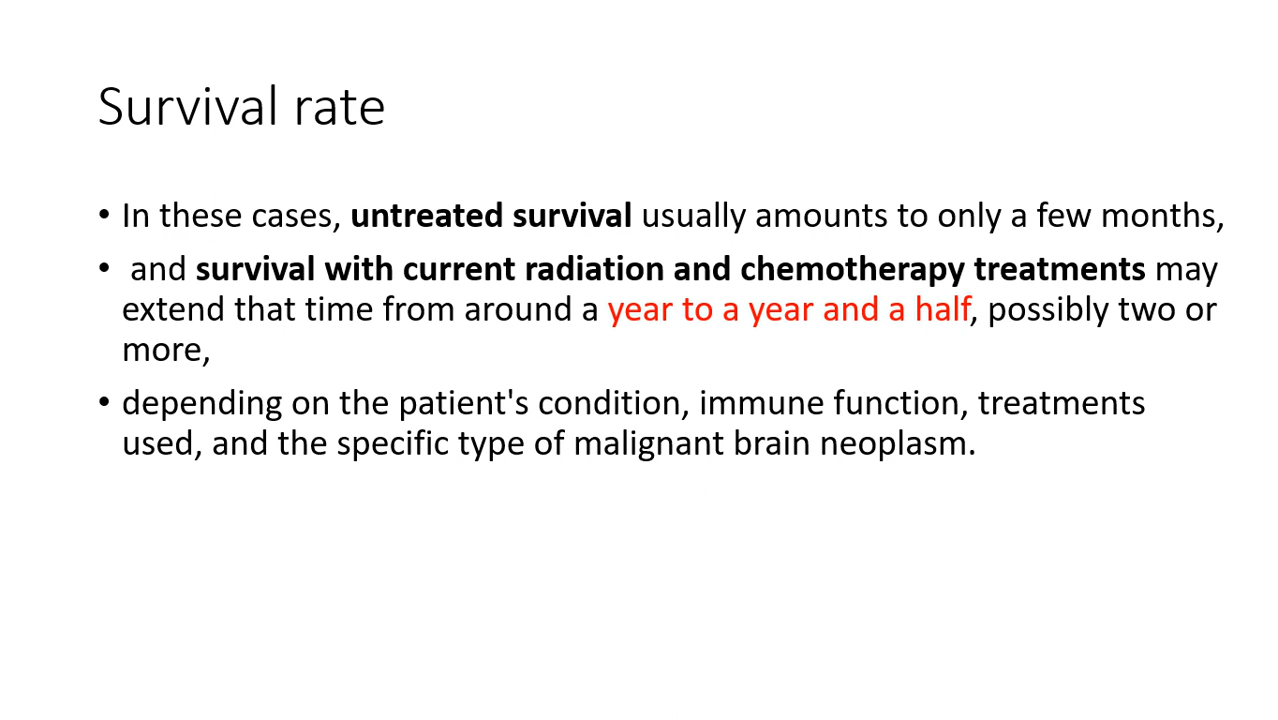 Survival rate
• In these cases, untreated survival usually amounts to only a few months,
• and survival with current radiation and chemotherapy treatments may
extend that time from around a year to a year and a half, possibly two or
more,
• depending on the patient's condition, immune function, treatments
used, and the specific type of malignant brain neoplasm.